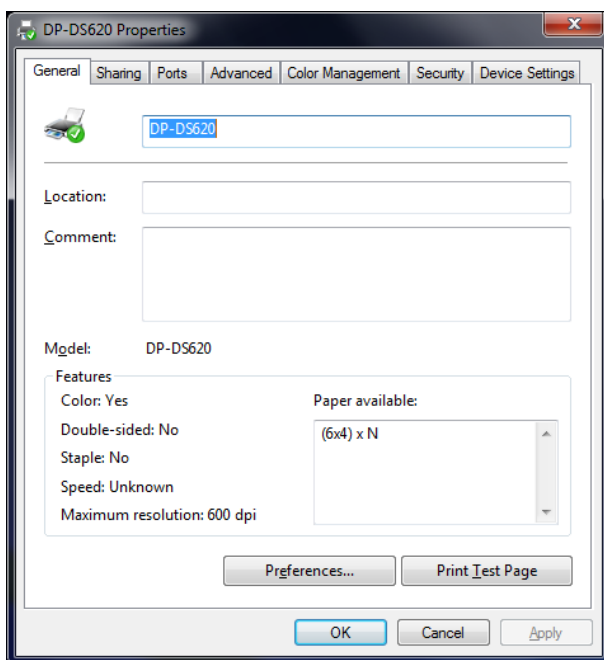 DP-DS620 Properties
General Sharing Ports Advanced Color Management Security Device Settings
DP-DS620
Location:
Comment:
Model: DP-DS620
Features
Color: Yes
Paper available:
Double-sided: No
(6x4) x N
Staple: No
Speed: Unknown
Maximum resolution: 600 dpi
Preferences... Print Test Page
OK Cancel Apply